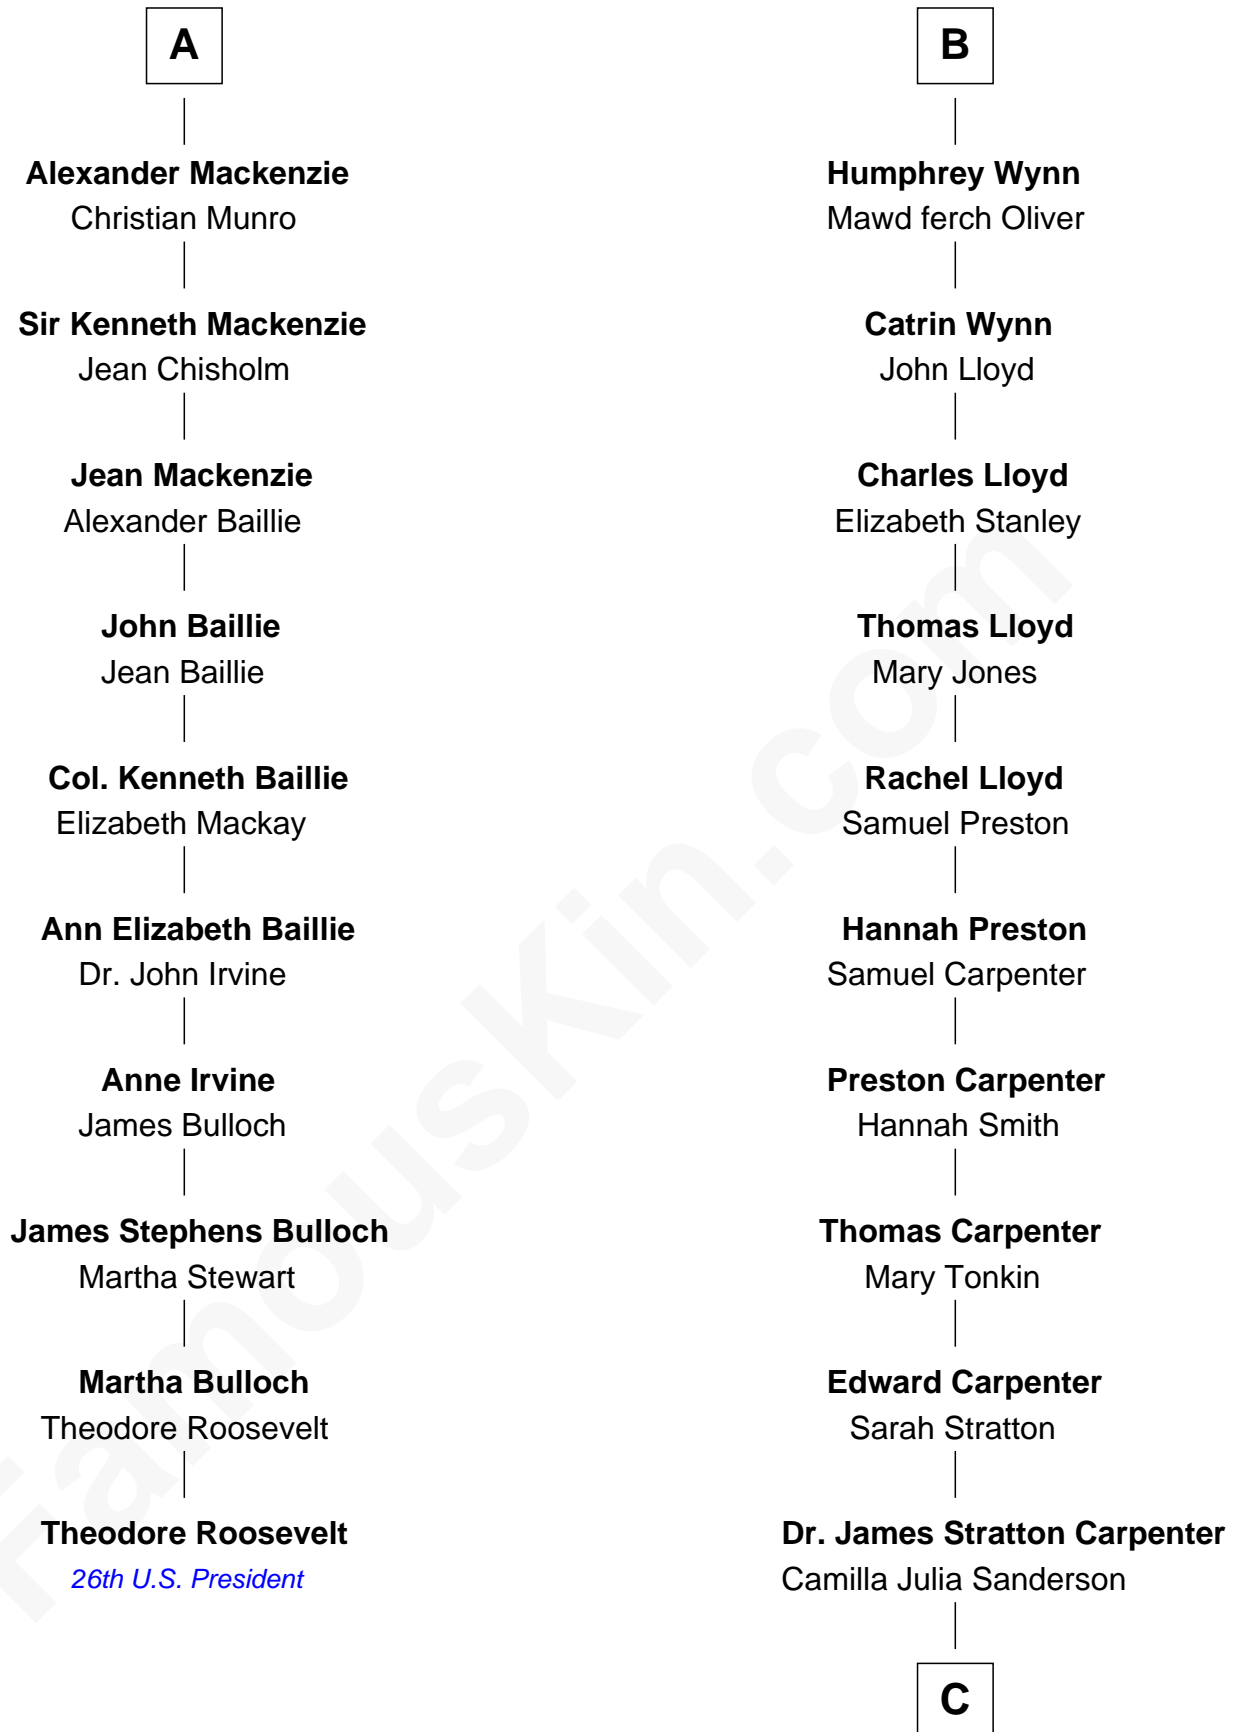 A
Alexander Mackenzie
Christian Munro
Sir Kenneth Mackenzie
Jean Chisholm
Jean Mackenzie
Alexander Baillie
John Baillie
Jean Baillie
Col. Kenneth Baillie
Elizabeth Mackay
Ann Elizabeth Baillie
Dr. John Irvine
Anne Irvine
James Bulloch
James Stephens Bulloch
Martha Stewart
Martha Bulloch
Theodore Roosevelt
Theodore Roosevelt
26th U.S. President
B
Humphrey Wynn
Mawd ferch Oliver
Catrin Wynn
John Lloyd
Charles Lloyd
Elizabeth Stanley
Thomas Lloyd
Mary Jones
Rachel Lloyd
Samuel Preston
Hannah Preston
Samuel Carpenter
Preston Carpenter
Hannah Smith
Thomas Carpenter
Mary Tonkin
Edward Carpenter
Sarah Stratton
Dr. James Stratton Carpenter
Camilla Julia Sanderson
C
FamousKin.com